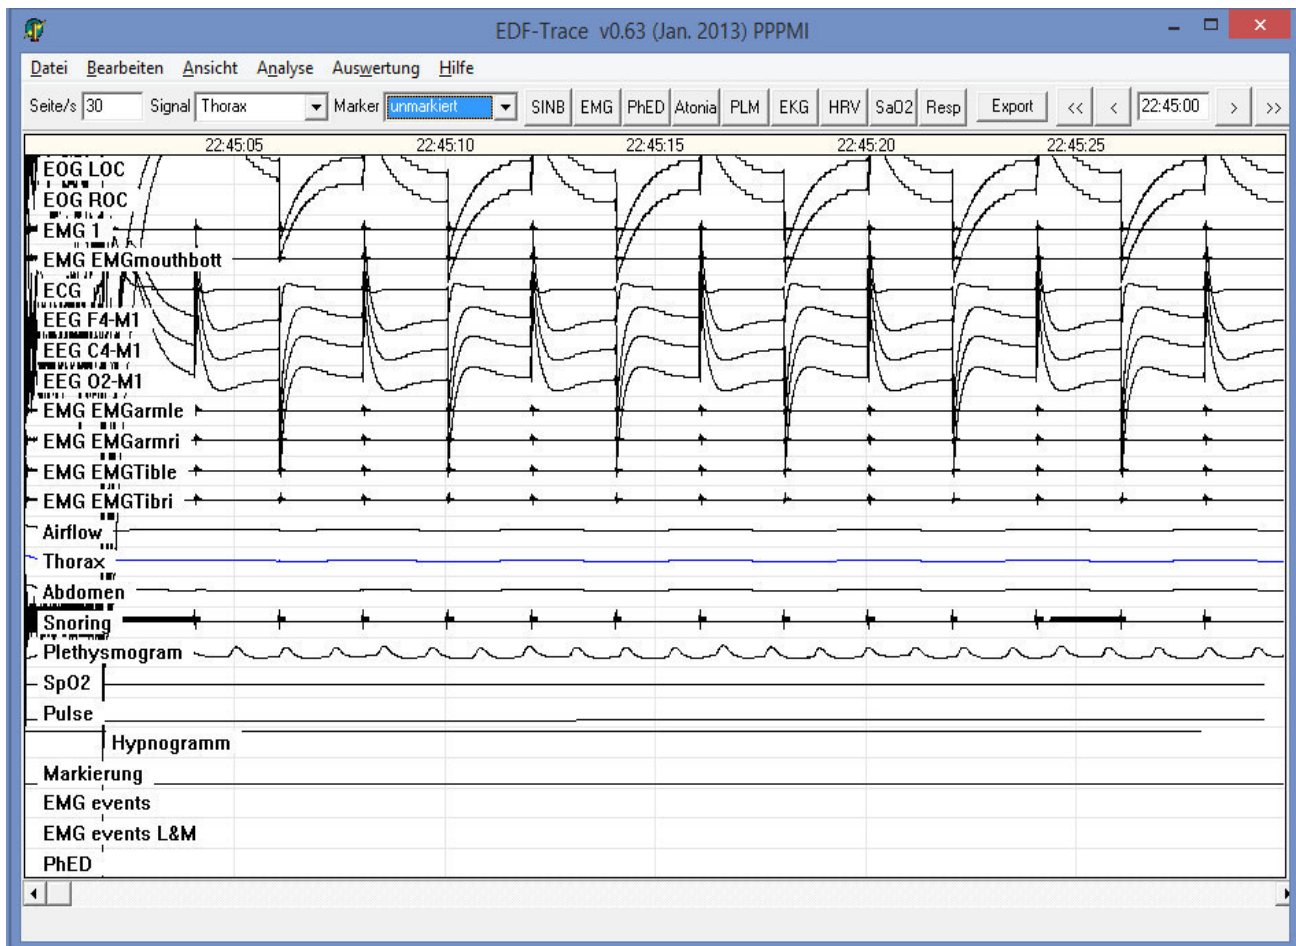 EDF-Trace v0.63 (Jan. 2013) PPPMI
Datei Bearbeiten Ansicht Analyse Auswertung Hilfe
Seite/s 30 Signal Thorax Marker unmarkiert SINB EMG PhED Atonia PLM EKG HRV SaO2 Resp Export << < 22:45:00 > >>
22:45:05 22:45:10 22:45:15 22:45:20 22:45:25
EOG LOC
EOG ROC
EMG 1
EMG EMGmouthbott
ECG
EEG F4-M1
EEG C4-M1
EEG O2-M1
EMG EMGarmle
EMG EMGarmri
EMG EMGTible
EMG EMGTibri
Airflow
Thorax
Abdomen
Snoring
Plethysmogram
SpO2
Pulse
Hypnogramm
Markierung
EMG events
EMG events L&M
PhED